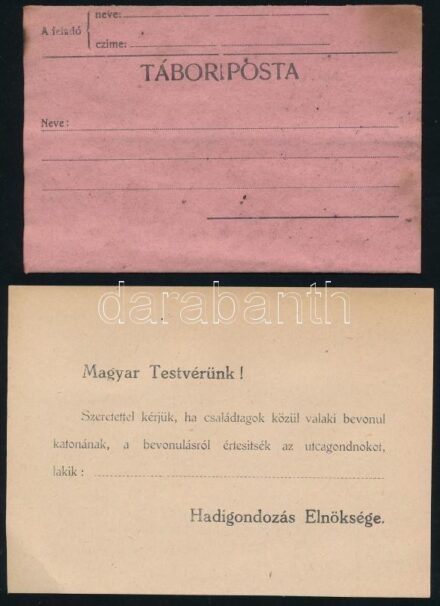 neve:
A feladó
czime:
TÁBORI POSTA
Neve:
darabanth
Magyar Testvérünk!
Szeretettel kérjük, ha családtagok közül valaki bevonul
katonának, a bevonulásról értesitsék az utcagondnokot,
lakik:
Hadigondozás Elnöksége.